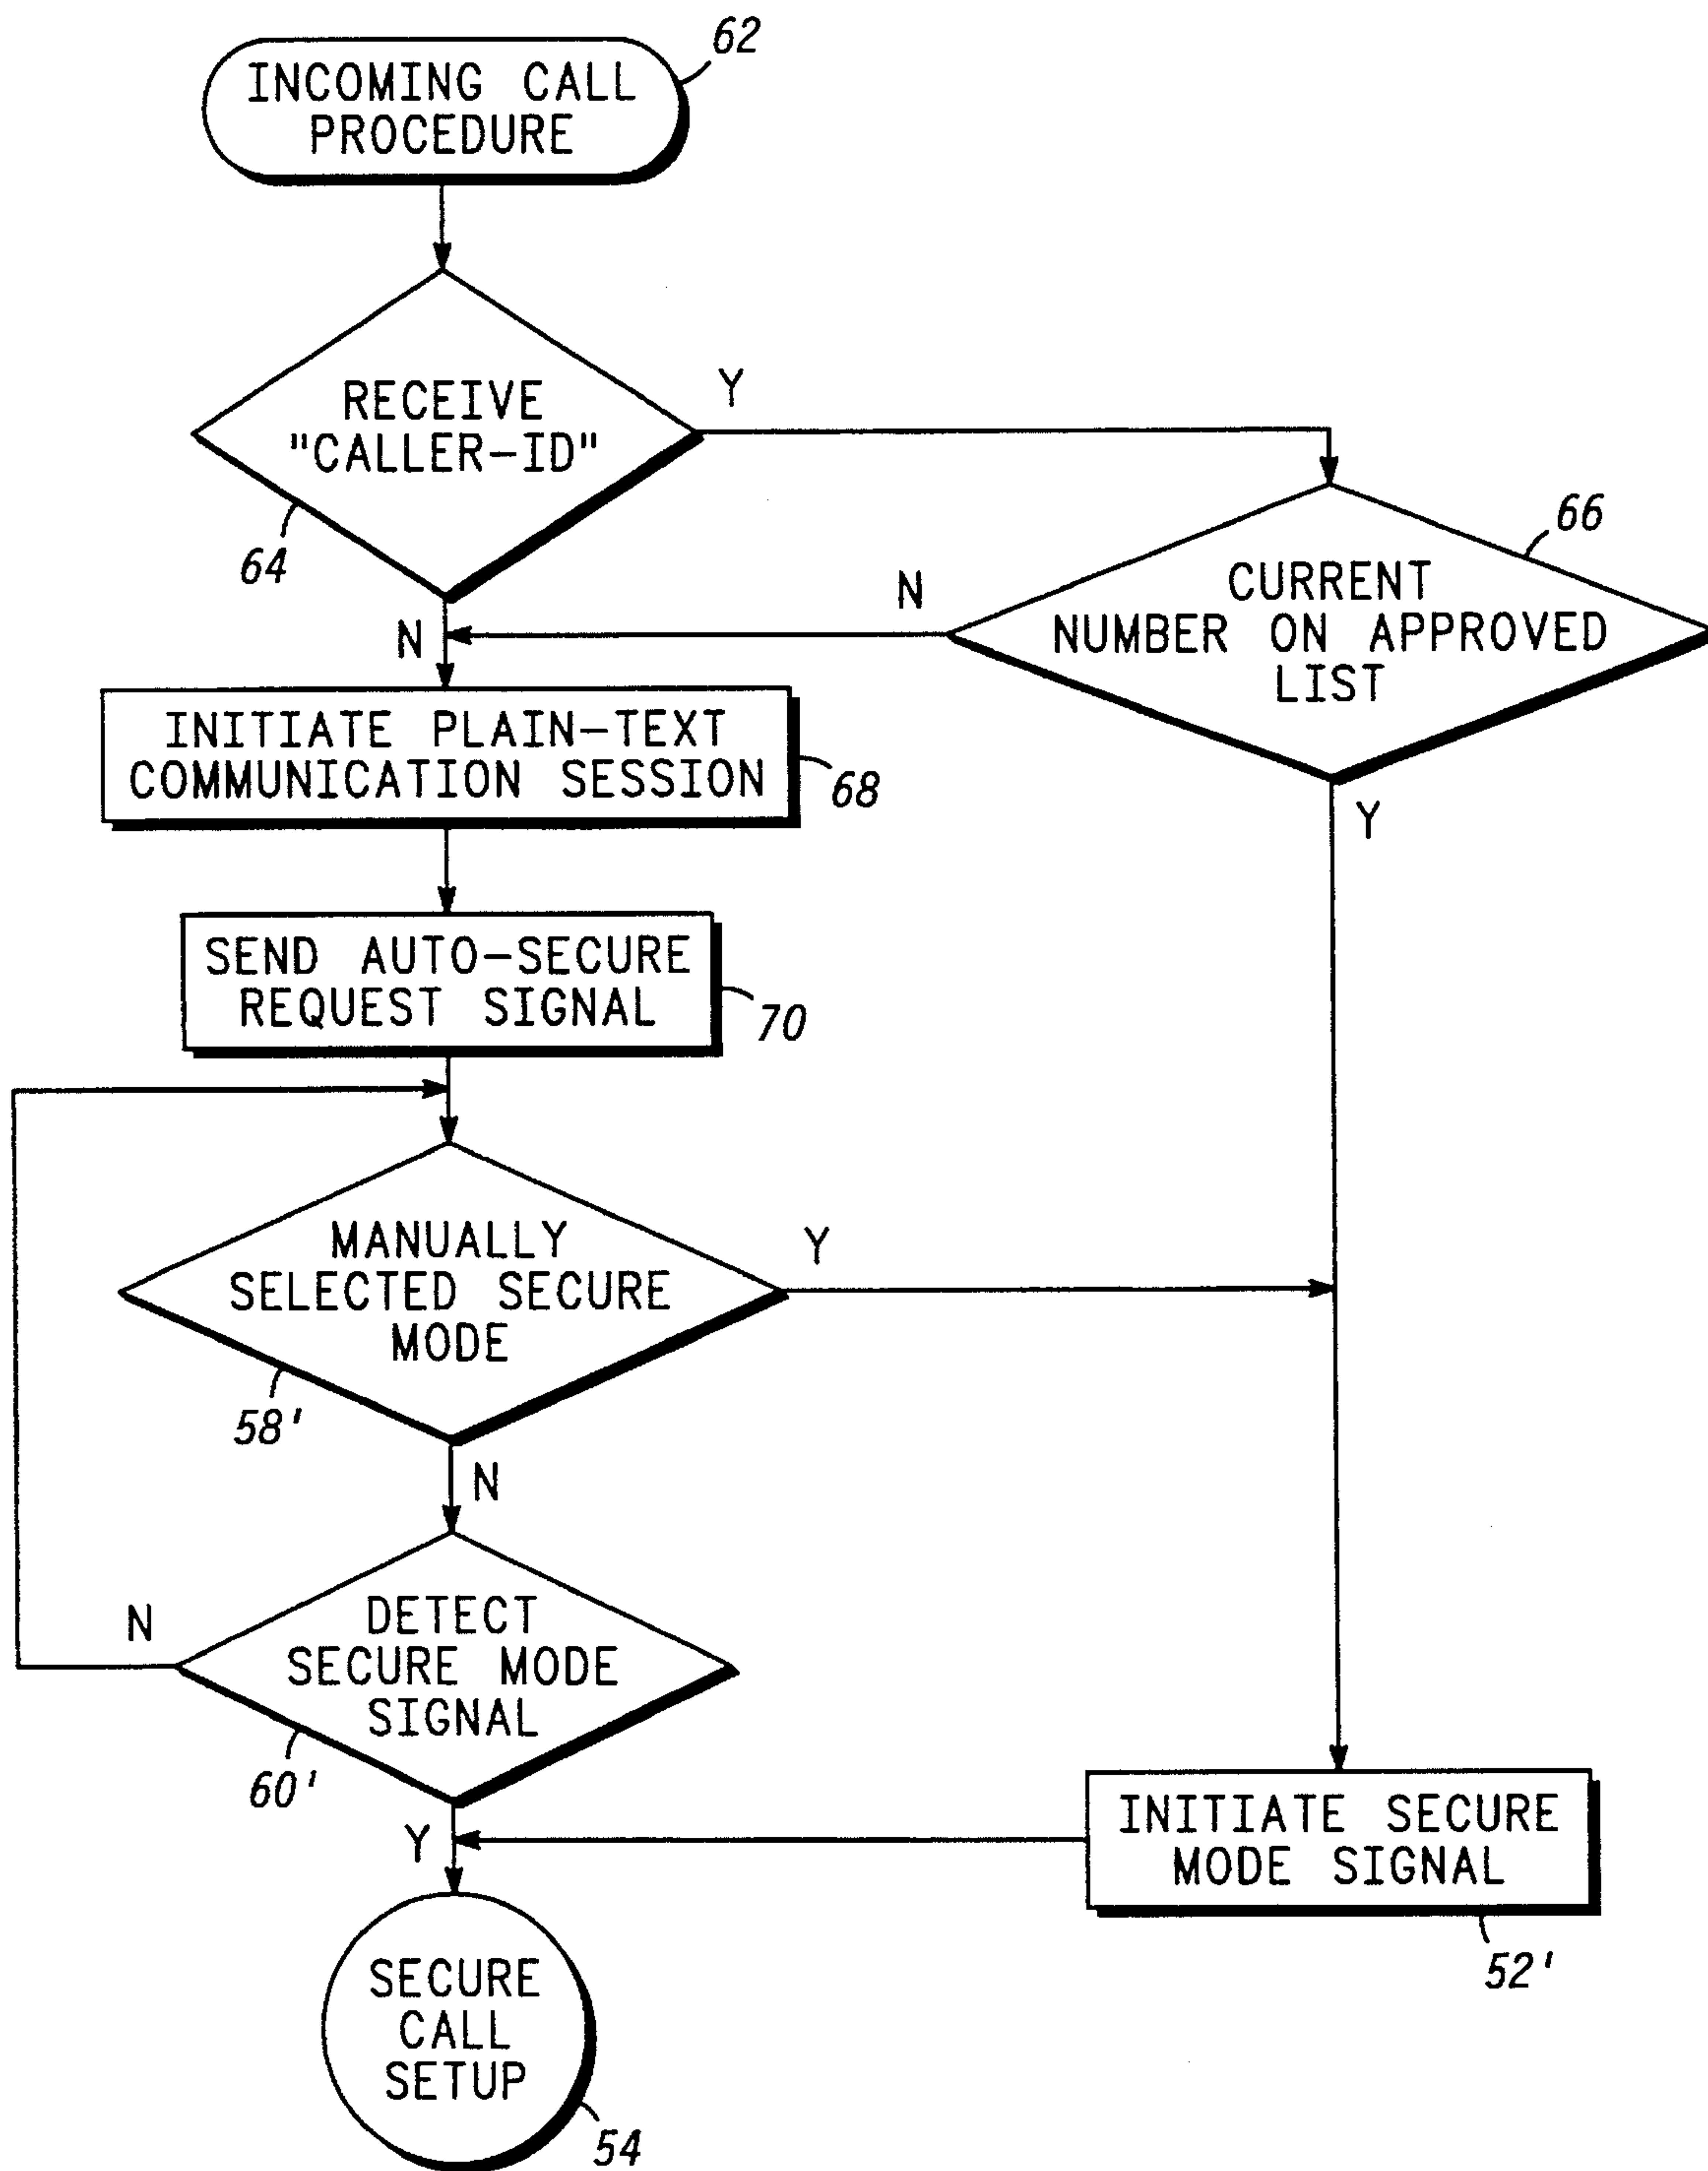 62
INCOMING CALL
PROCEDURE
RECEIVE
"CALLER-ID"
Y
64
66
CURRENT
NUMBER ON APPROVED
LIST
N
N
INITIATE PLAIN-TEXT
COMMUNICATION SESSION
68
Y
SEND AUTO-SECURE
REQUEST SIGNAL
70
MANUALLY
SELECTED SECURE
MODE
Y
58'
N
DETECT
SECURE MODE
SIGNAL
N
60'
Y
INITIATE SECURE
MODE SIGNAL
52'
SECURE
CALL
SETUP
54